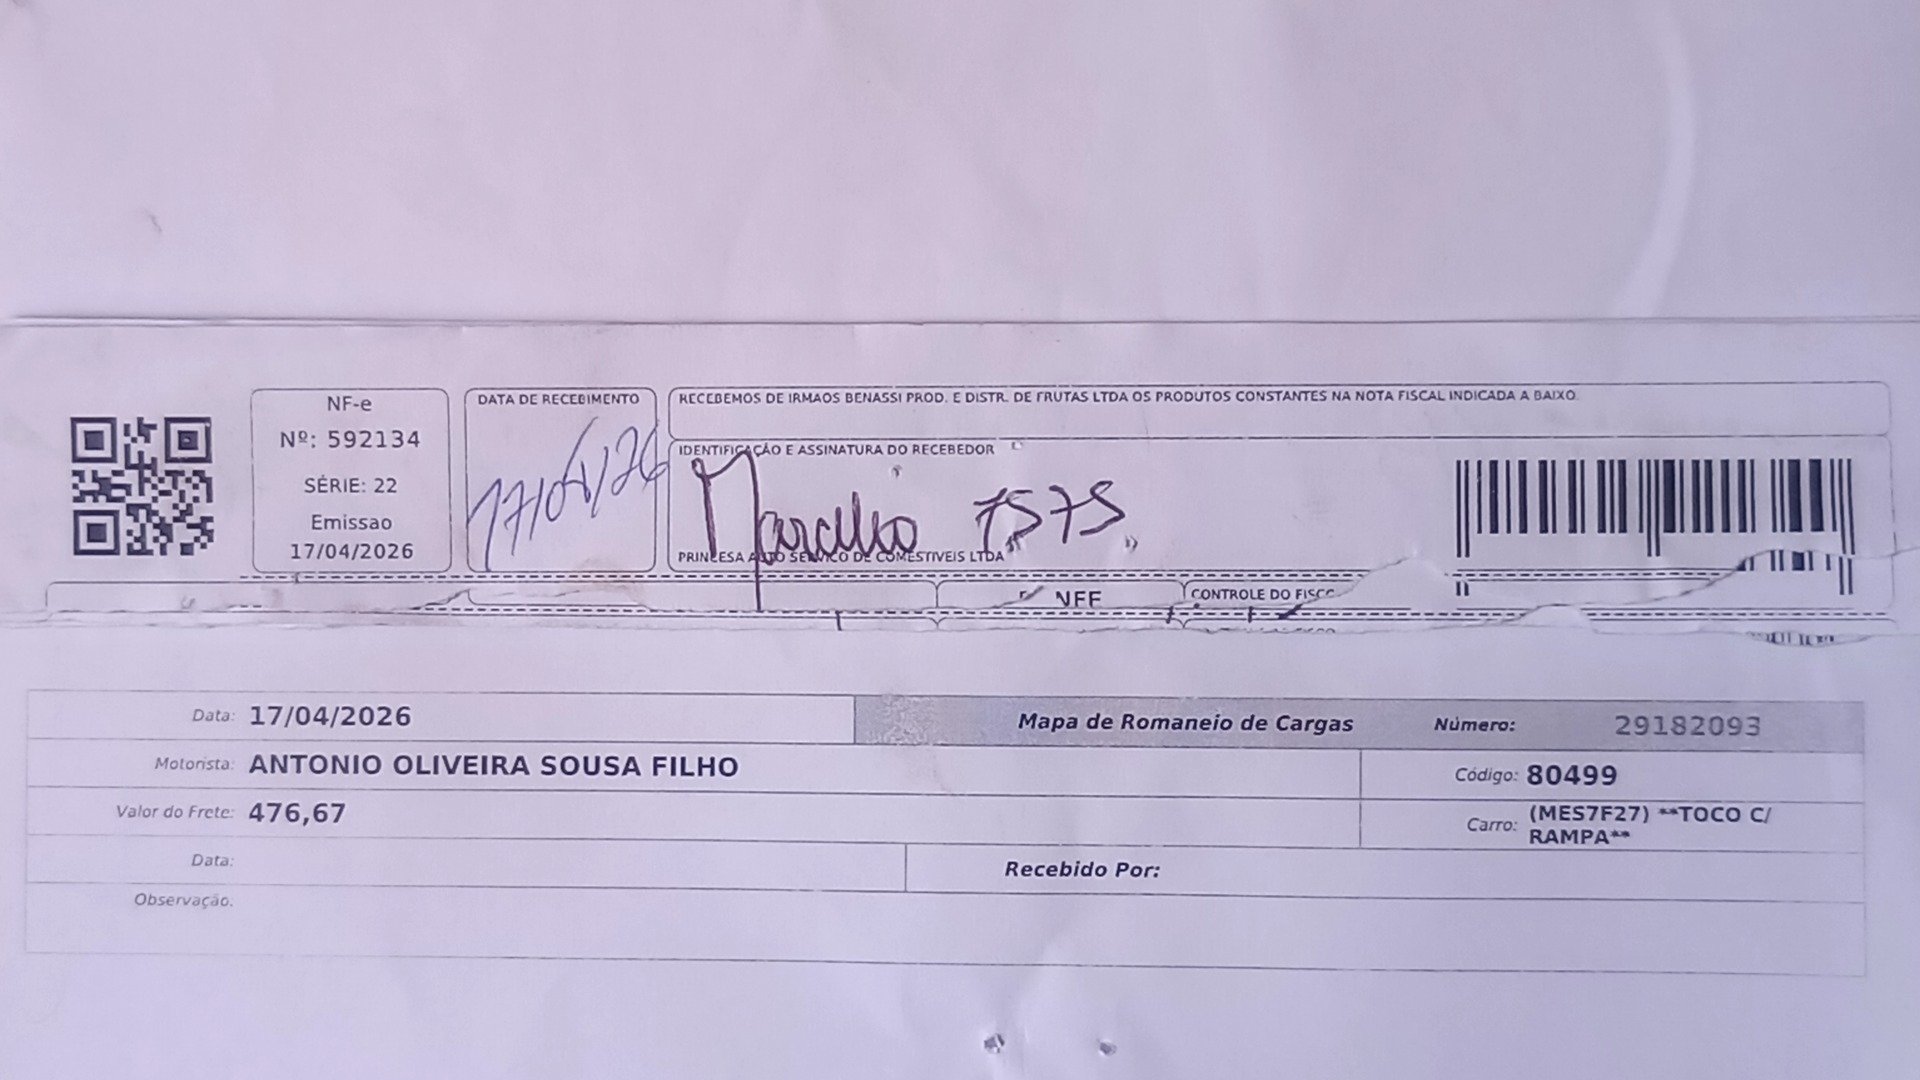 NF-e
Nº: 592134
SÉRIE: 22
Emissao
17/04/2026
DATA DE RECEBIMENTO
17/04/26
RECEBEMOS DE IRMAOS BENASSI PROD. E DISTR. DE FRUTAS LTDA OS PRODUTOS CONSTANTES NA NOTA FISCAL INDICADA A BAIXO.
IDENTIFICAÇÃO E ASSINATURA DO RECEBEDOR
7575
PRINCESA AUTO SERVICO DE COMESTIVEIS LTDA
NFE
CONTROLE DO FISCO
Data: 17/04/2026
Mapa de Romaneio de Cargas Número: 29182093
Motorista: ANTONIO OLIVEIRA SOUSA FILHO
Código: 80499
Valor do Frete: 476,67
Carro: (MES7F27) **TOCO C/
RAMPA**
Data:
Recebido Por:
Observação: